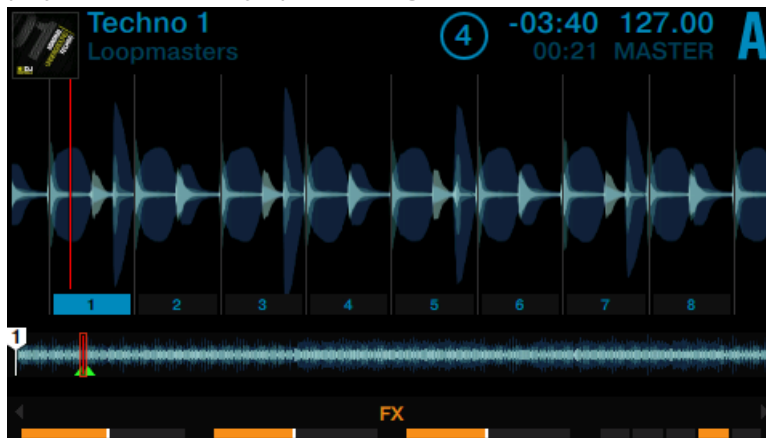 Techno 1
Loopmasters
4
-03:40 127.00
00:21 MASTER
A
1 2 3 4 5 6 7 8
1
FX